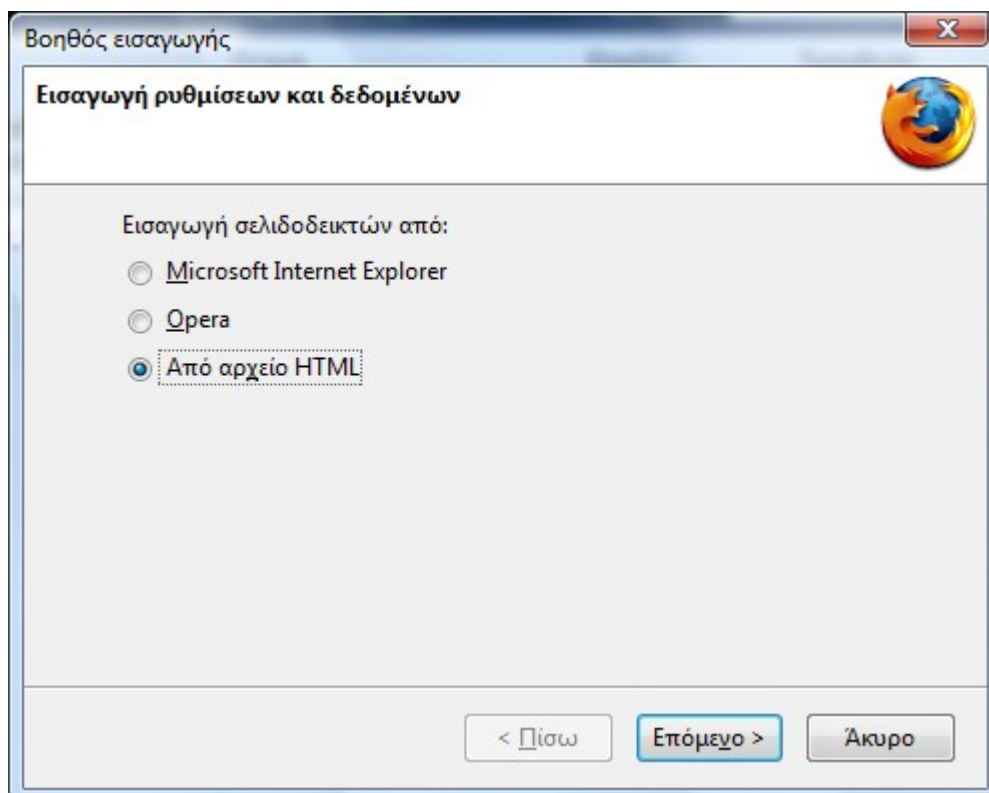 Βοηθός εισαγωγής
Εισαγωγή ρυθμίσεων και δεδομένων
Εισαγωγή σελιδοδεικτών από:
Microsoft Internet Explorer
Opera
Από αρχείο HTML
< Πίσω
Επόμενο >
Άκυρο